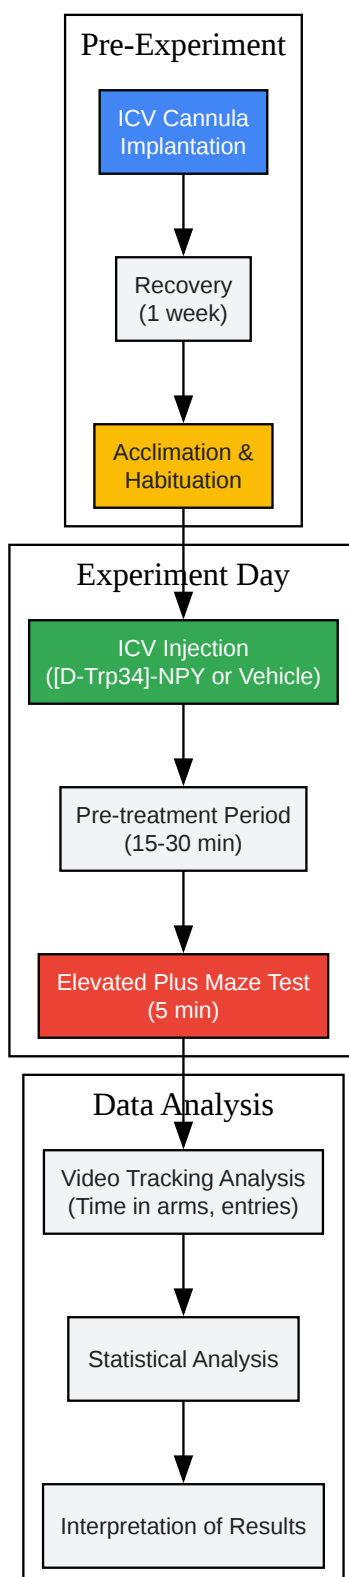 Pre-Experiment
ICV Cannula
Implantation
Recovery
(1 week)
Acclimation &
Habituation
Experiment Day
ICV Injection
([D-Trp34]-NPY or Vehicle)
Pre-treatment Period
(15-30 min)
Elevated Plus Maze Test
(5 min)
Data Analysis
Video Tracking Analysis
(Time in arms, entries)
Statistical Analysis
Interpretation of Results